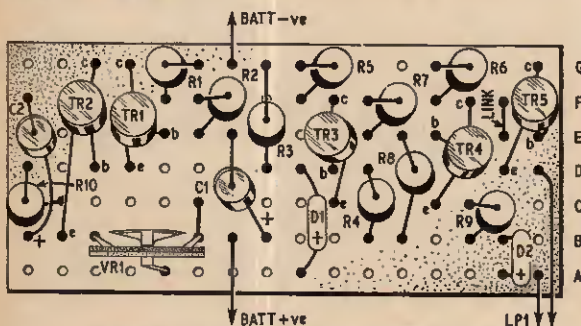 BATT-ve
R1 R2 R5 R7 R6 G
C2 TR2 c TR1 c c c LINK c TR5 F
b R3 TR3 b b TR4 b E
R10 b e C1 e R8 e D
e + D1 + R4 e R9 C
+ e VR1 D2 + B
A
BATT+ve LP1